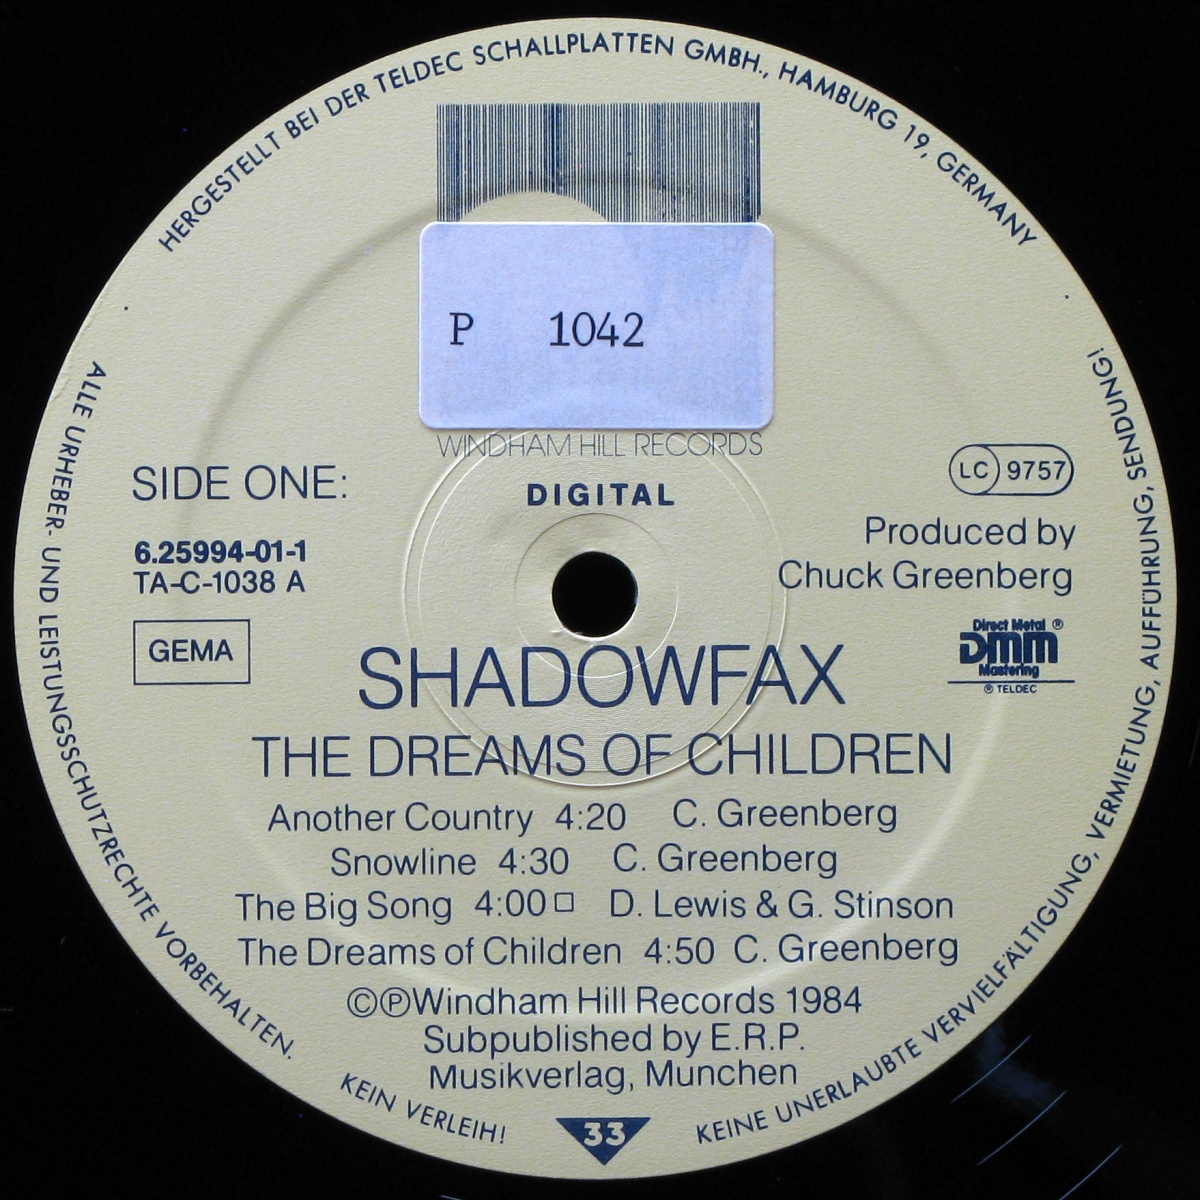 HERGESTELLT BEI DER TELDEC SCHALLPLATTEN GMBH., HAMBURG 19, GERMANY
P 1042
WINDHAM HILL RECORDS
DIGITAL
SIDE ONE:
6.25994-01-1
TA-C-1038 A
GEMA
LC 9757
Produced by
Chuck Greenberg
Direct Metal ®
DMM
Mastering
® TELDEC
SHADOWFAX
THE DREAMS OF CHILDREN
Another Country 4:20 C. Greenberg
Snowline 4:30 C. Greenberg
The Big Song 4:00 □ D. Lewis & G. Stinson
The Dreams of Children 4:50 C. Greenberg
©℗Windham Hill Records 1984
Subpublished by E.R.P.
Musikverlag, Munchen
33
ALLE URHEBER- UND LEISTUNGSSCHUTZRECHTE VORBEHALTEN.
KEIN VERLEIH!
KEINE UNERLAUBTE VERVIELFÄLTIGUNG, VERMIETUNG, AUFFÜHRUNG, SENDUNG!